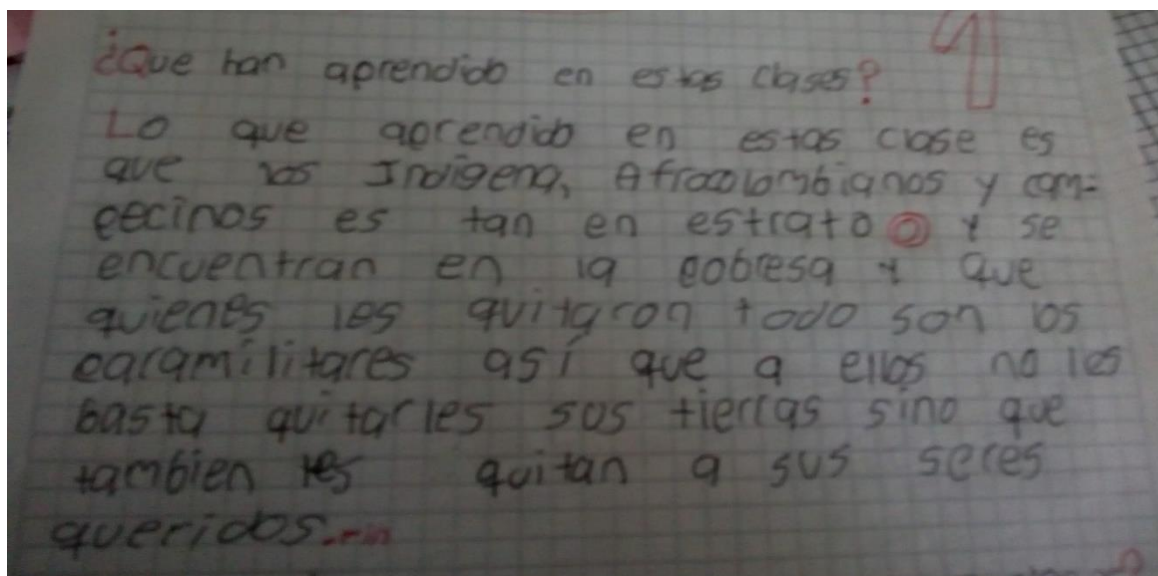 ¿Que han aprendido en estas clases?
Lo que aprendido en estas clase es
que los Indigena, Afrocolombianos y cam-
pecinos es tan en estrato 0 y se
encuentran en la pobresa y que
quienes les quitaron todo son los
paramilitares así que a ellos no les
basta quitarles sus tierras sino que
tambien les quitan a sus seres
queridos.-Fin